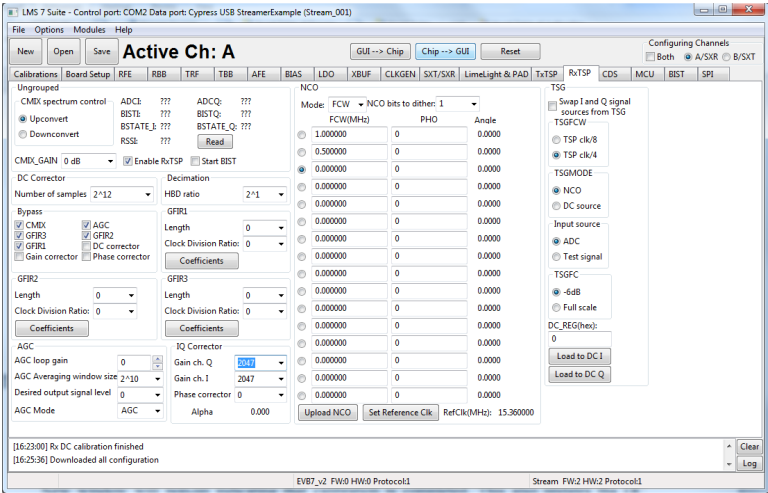 LMS 7 Suite - Control port: COM2 Data port: Cypress USB StreamerExample (Stream_001)
File Options Modules Help
New Open Save Active Ch: A GUI --> Chip Chip --> GUI Reset
Configuring Channels
Both A/SXR B/SXT
Calibrations Board Setup RFE RBB TRF TBB AFE BIAS LDO XBUF CLKGEN SXT/SXR LimeLight & PAD TxTSP RxTSP CDS MCU BIST SPI
Ungrouped
CMIX spectrum control
Upconvert
Downconvert
ADCI: ??? ADCQ: ???
BISTI: ??? BISTQ: ???
BSTATE_I: ??? BSTATE_Q: ???
RSSI: ??? Read
CMIX_GAIN 0 dB Enable RxTSP Start BIST
DC Corrector
Number of samples 2^12
Decimation
HBD ratio 2^1
Bypass
CMIX AGC
GFIR3 GFIR2
GFIR1 DC corrector
Gain corrector Phase corrector
GFIR1
Length 0
Clock Division Ratio: 0
Coefficients
GFIR2
Length 0
Clock Division Ratio: 0
Coefficients
GFIR3
Length 0
Clock Division Ratio: 0
Coefficients
AGC
AGC loop gain 0
AGC Averaging window size 2^10
Desired output signal level 0
AGC Mode AGC
IQ Corrector
Gain ch. Q 2047
Gain ch. I 2047
Phase corrector 0
Alpha 0.000
NCO
Mode: FCW NCO bits to dither: 1
FCW(MHz) PHO Angle
1.000000 0 0.0000
0.500000 0 0.0000
0.000000 0 0.0000
0.000000 0 0.0000
0.000000 0 0.0000
0.000000 0 0.0000
0.000000 0 0.0000
0.000000 0 0.0000
0.000000 0 0.0000
0.000000 0 0.0000
0.000000 0 0.0000
0.000000 0 0.0000
0.000000 0 0.0000
0.000000 0 0.0000
0.000000 0 0.0000
0.000000 0 0.0000
Upload NCO Set Reference Clk RefClk(MHz): 15.360000
TSG
Swap I and Q signal
sources from TSG
TSGFCW
TSP clk/8
TSP clk/4
TSGMODE
NCO
DC source
Input source
ADC
Test signal
TSGFC
-6dB
Full scale
DC_REG(hex):
0
Load to DC I
Load to DC Q
[16:23:00] Rx DC calibration finished
[16:25:36] Downloaded all configuration
Clear
Log
EVB7_v2 FW:0 HW:0 Protocol:1 Stream FW:2 HW:2 Protocol:1